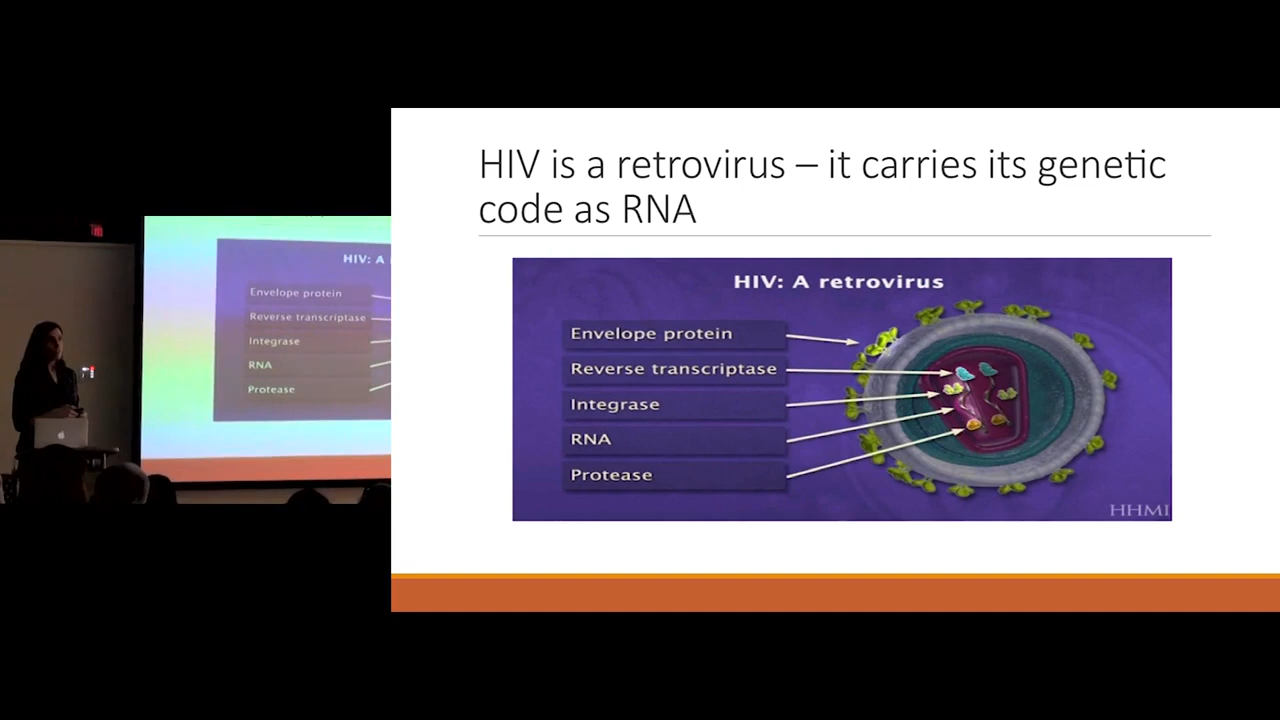 HIV is a retrovirus – it carries its genetic
code as RNA
HIV: A retrovirus
Envelope protein
Reverse transcriptase
Integrase
RNA
Protease
HHMI
HIV: A
Envelope protein
Reverse transcriptase
Integrase
RNA
Protease